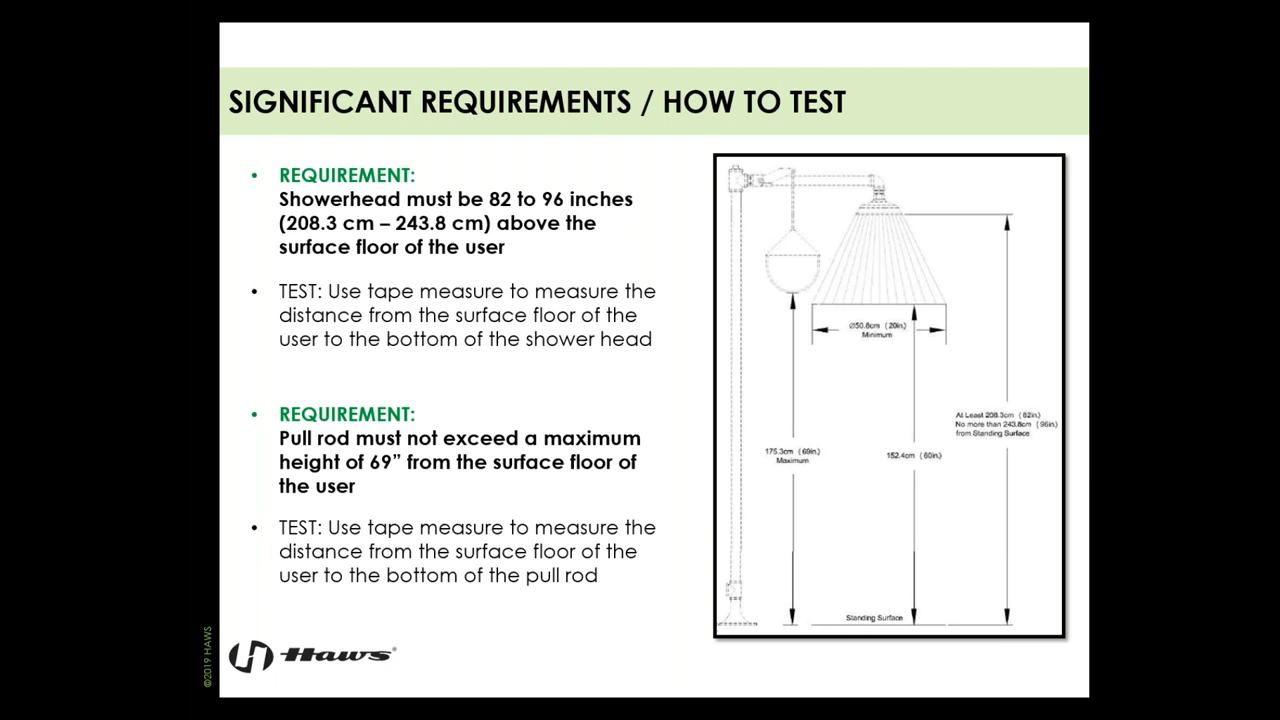 SIGNIFICANT REQUIREMENTS / HOW TO TEST
• REQUIREMENT:
Showerhead must be 82 to 96 inches
(208.3 cm – 243.8 cm) above the
surface floor of the user
• TEST: Use tape measure to measure the
distance from the surface floor of the
user to the bottom of the shower head
• REQUIREMENT:
Pull rod must not exceed a maximum
height of 69” from the surface floor of
the user
• TEST: Use tape measure to measure the
distance from the surface floor of the
user to the bottom of the pull rod
Ø50.8cm (20in.)
Minimum
At Least 208.3cm (82in.)
No more than 243.8cm (96in.)
from Standing Surface
175.3cm (69in.)
Maximum
152.4cm (60in.)
Standing Surface
Haws®
©2019 HAWS